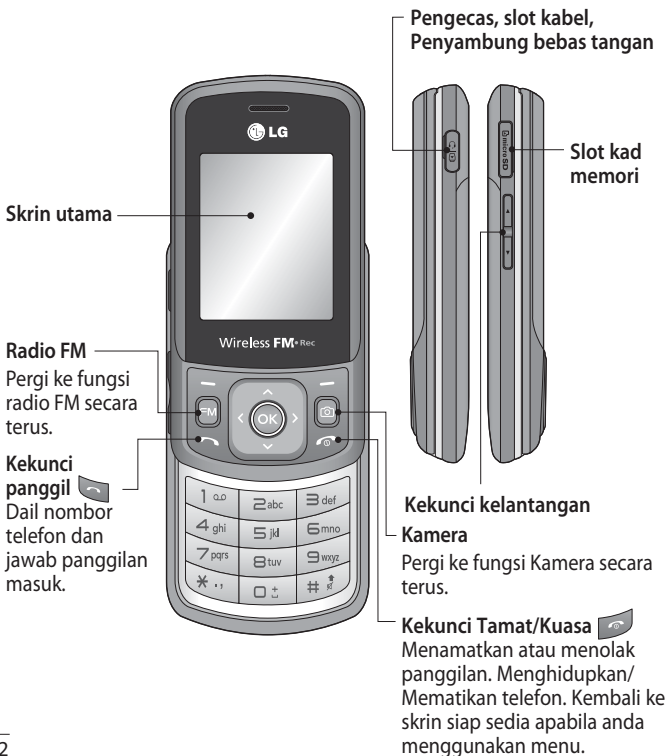 Pengecas, slot kabel,
Penyambung bebas tangan
LG
micro SD
Slot kad
memori
Skrin utama
Wireless FM•Rec
Radio FM
Pergi ke fungsi
radio FM secara
terus.
FM
OK
Kekunci
panggil
Dail nombor
telefon dan
jawab panggilan
masuk.
1
2abc
3def
4ghi
5jkl
6mno
7pqrs
8tuv
9wxyz
* .,
0
#
Kekunci kelantangan
Kamera
Pergi ke fungsi Kamera secara
terus.
Kekunci Tamat/Kuasa
Menamatkan atau menolak
panggilan. Menghidupkan/
Mematikan telefon. Kembali ke
skrin siap sedia apabila anda
menggunakan menu.
2